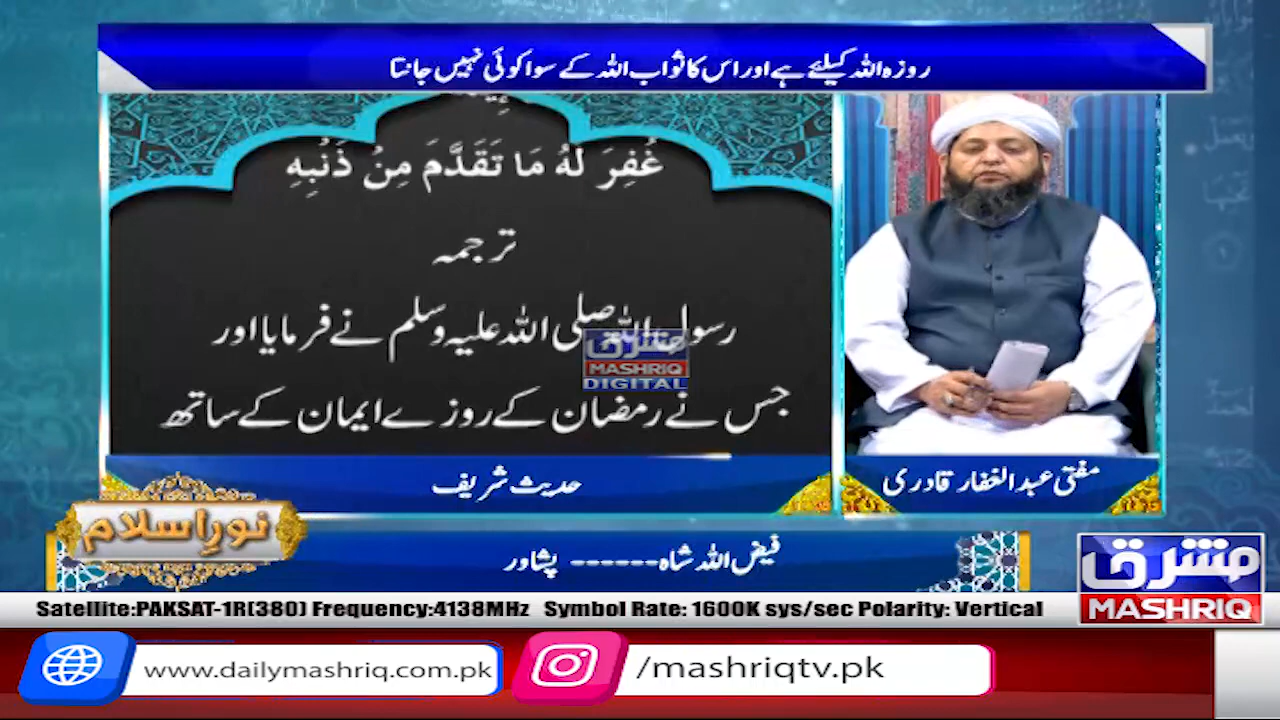 روزہ اللہ کیلئے ہے اور اس کا ثواب اللہ کے سوا کوئی نہیں جانتا
غُفِرَ لَهُ مَا تَقَدَّمَ مِنْ ذَنْبِهِ
ترجمہ
رسول اللہ صلی اللہ علیہ وسلم نے فرمایا اور
جس نے رمضان کے روزے ایمان کے ساتھ
مشرق
MASHRIQ
DIGITAL
حدیث شریف
مفتی عبدالغفار قادری
نورِ اسلام
فیض اللہ شاہ ------ پشاور
مشرق
MASHRIQ
Satellite:PAKSAT-1R(380) Frequency:4138MHz Symbol Rate: 1600K sys/sec Polarity: Vertical
www.dailymashriq.com.pk
/mashriqtv.pk